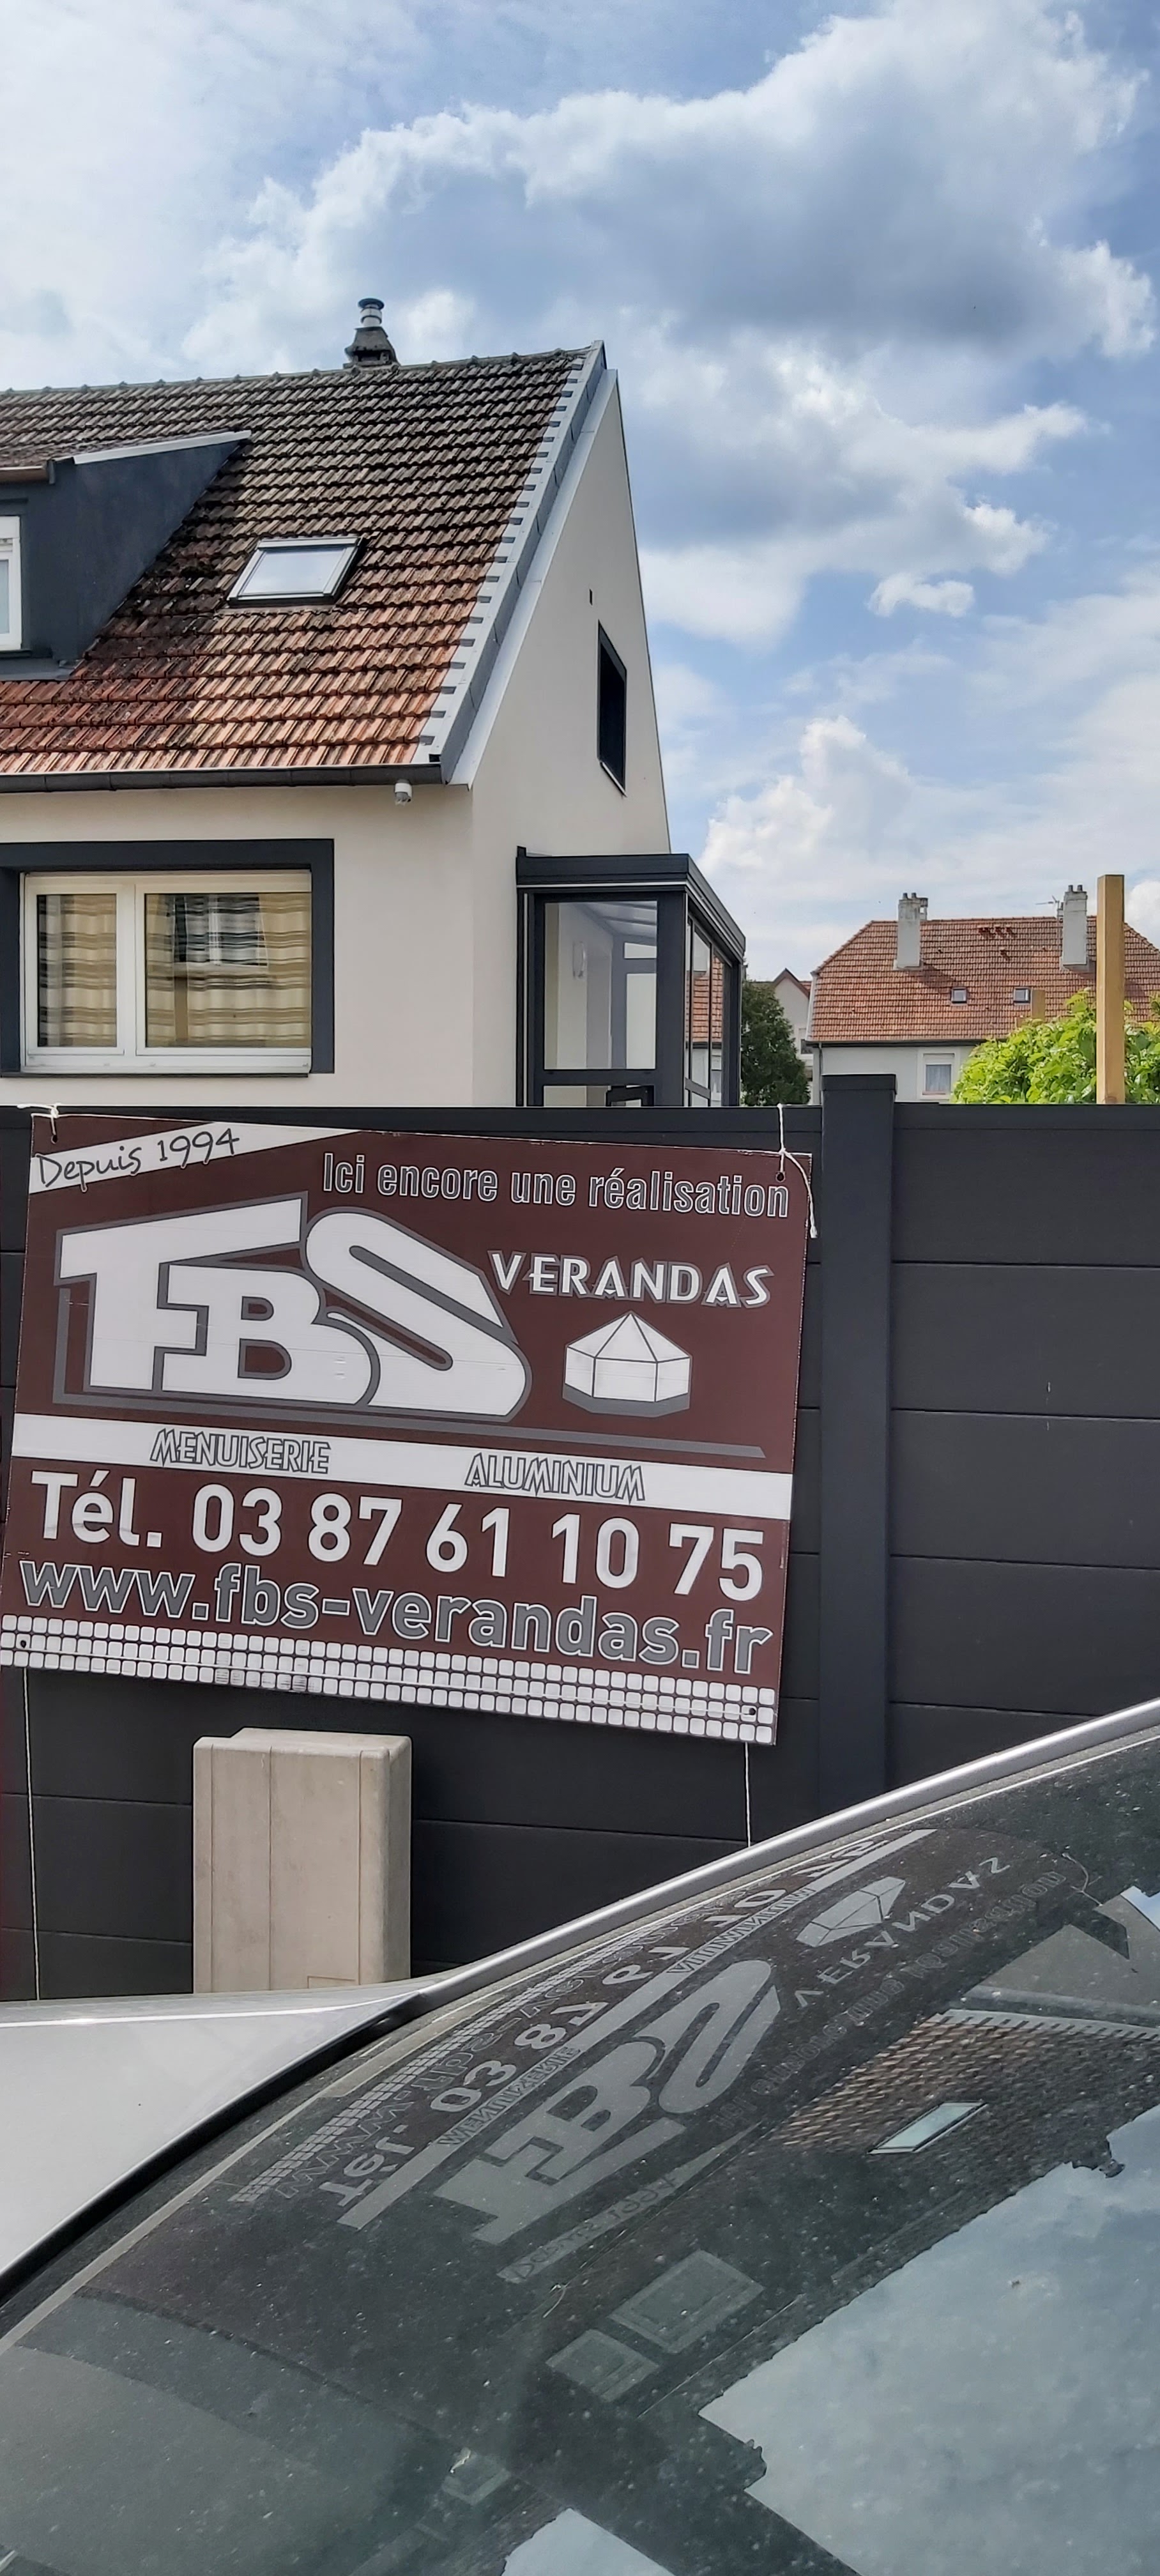 Depuis 1994
Ici encore une réalisation
FBS
VERANDAS
MENUISERIE ALUMINIUM
Tél. 03 87 61 10 75
www.fbs-verandas.fr